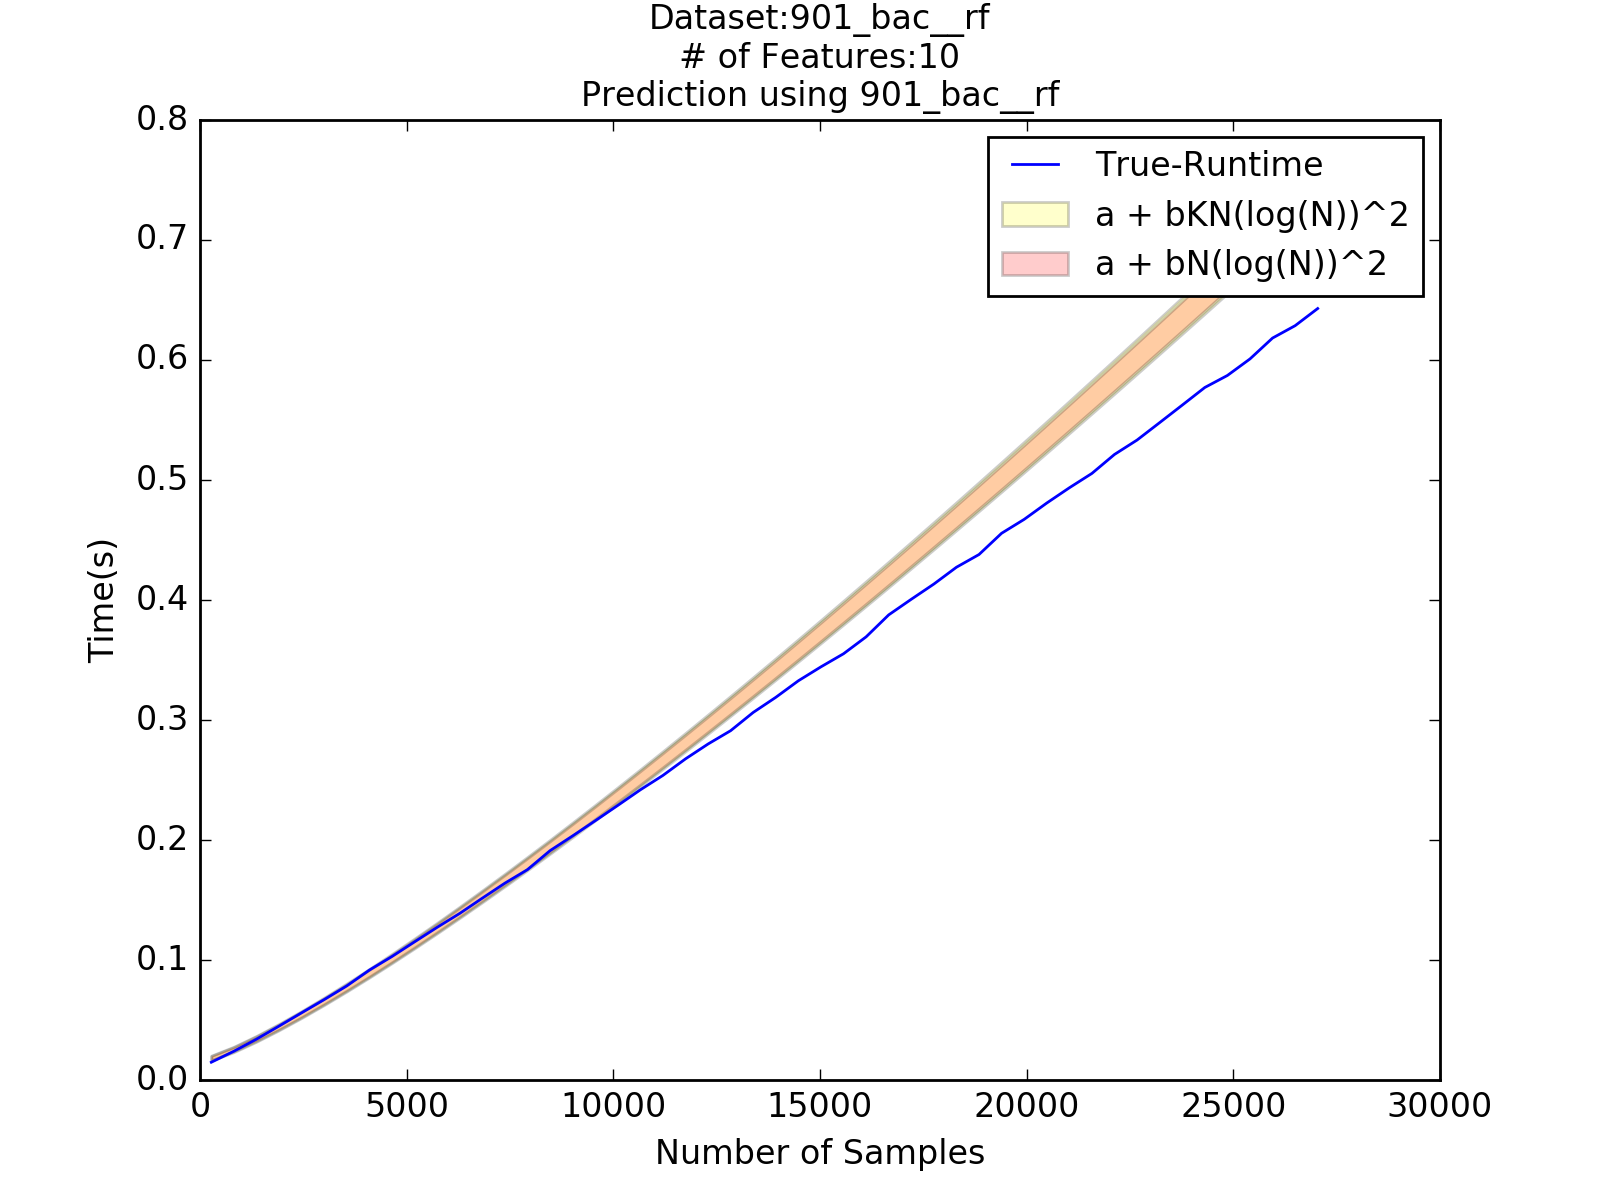 Dataset:901_bac__rf
# of Features:10
Prediction using 901_bac__rf
0.8
0.7
0.6
0.5
0.4
0.3
0.2
0.1
0.0
Time(s)
True-Runtime
a + bKN(log(N))^2
a + bN(log(N))^2
0 5000 10000 15000 20000 25000 30000
Number of Samples